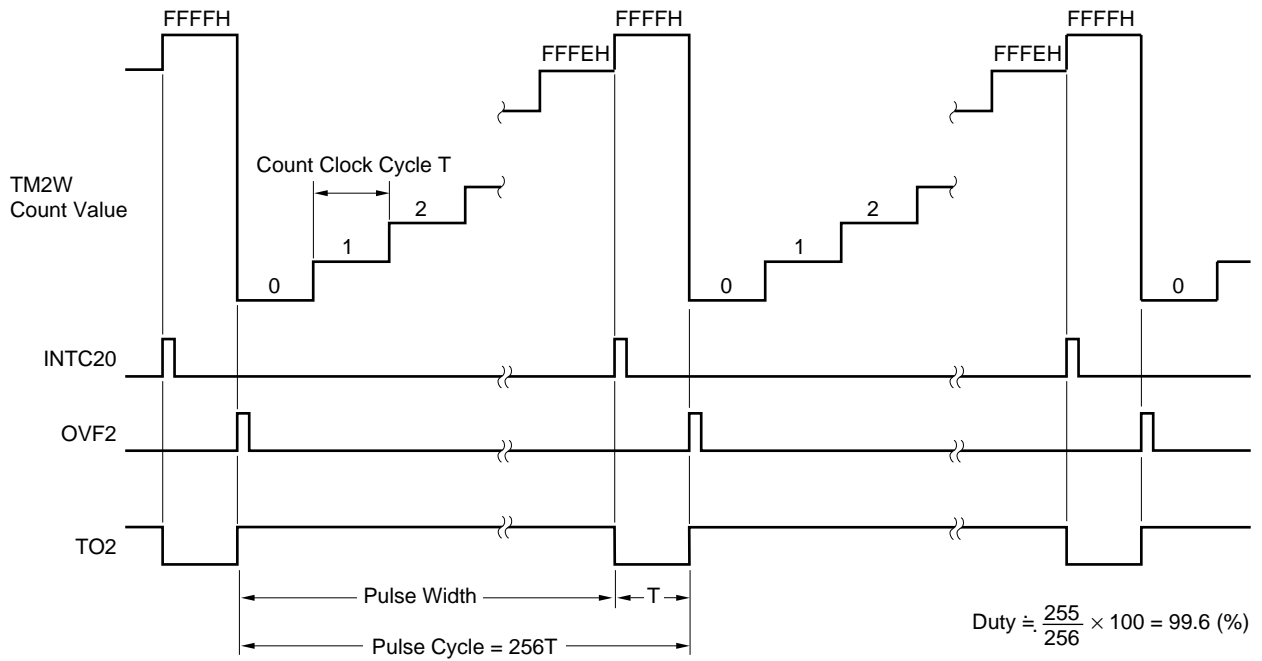 FFFFH FFFFH FFFFH
FFFEH FFFEH
Count Clock Cycle T
TM2W
Count Value
2 2
1 1
0 0 0
INTC20
OVF2
TO2
Pulse Width T
Duty ≒ 255/256 × 100 = 99.6 (%)
Pulse Cycle = 256T